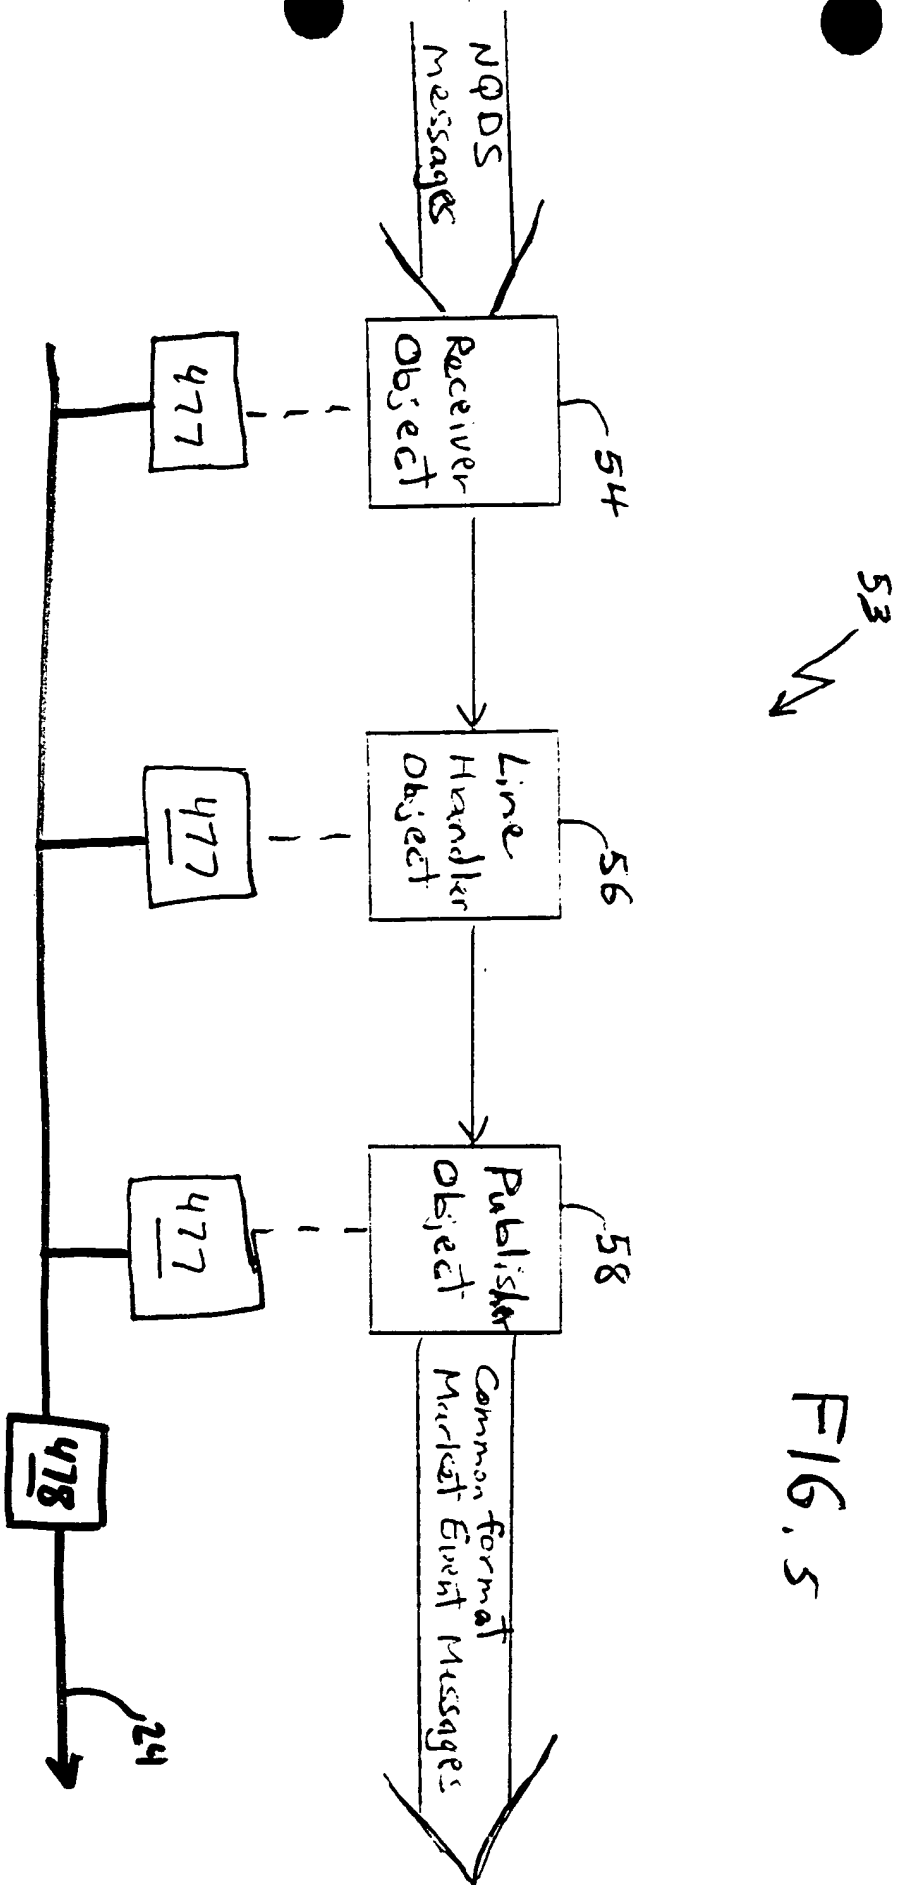 FIG. 5
53
54
56
58
NQDS
Messages
Receiver
Object
Line
Handler
Object
Publisher
Object
Common format
Market Event Messages
477
477
477
478
24